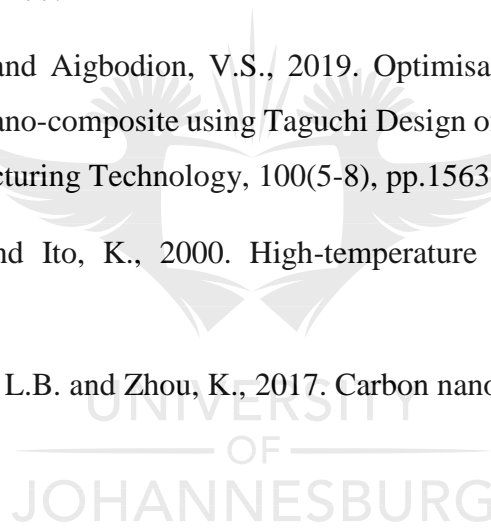 and Aigbodion, V.S., 2019. Optimisa
ano-composite using Taguchi Design o
cturing Technology, 100(5-8), pp.1563
nd Ito, K., 2000. High-temperature
L.B. and Zhou, K., 2017. Carbon nano
UNIVERSITY
OF
JOHANNESBURG